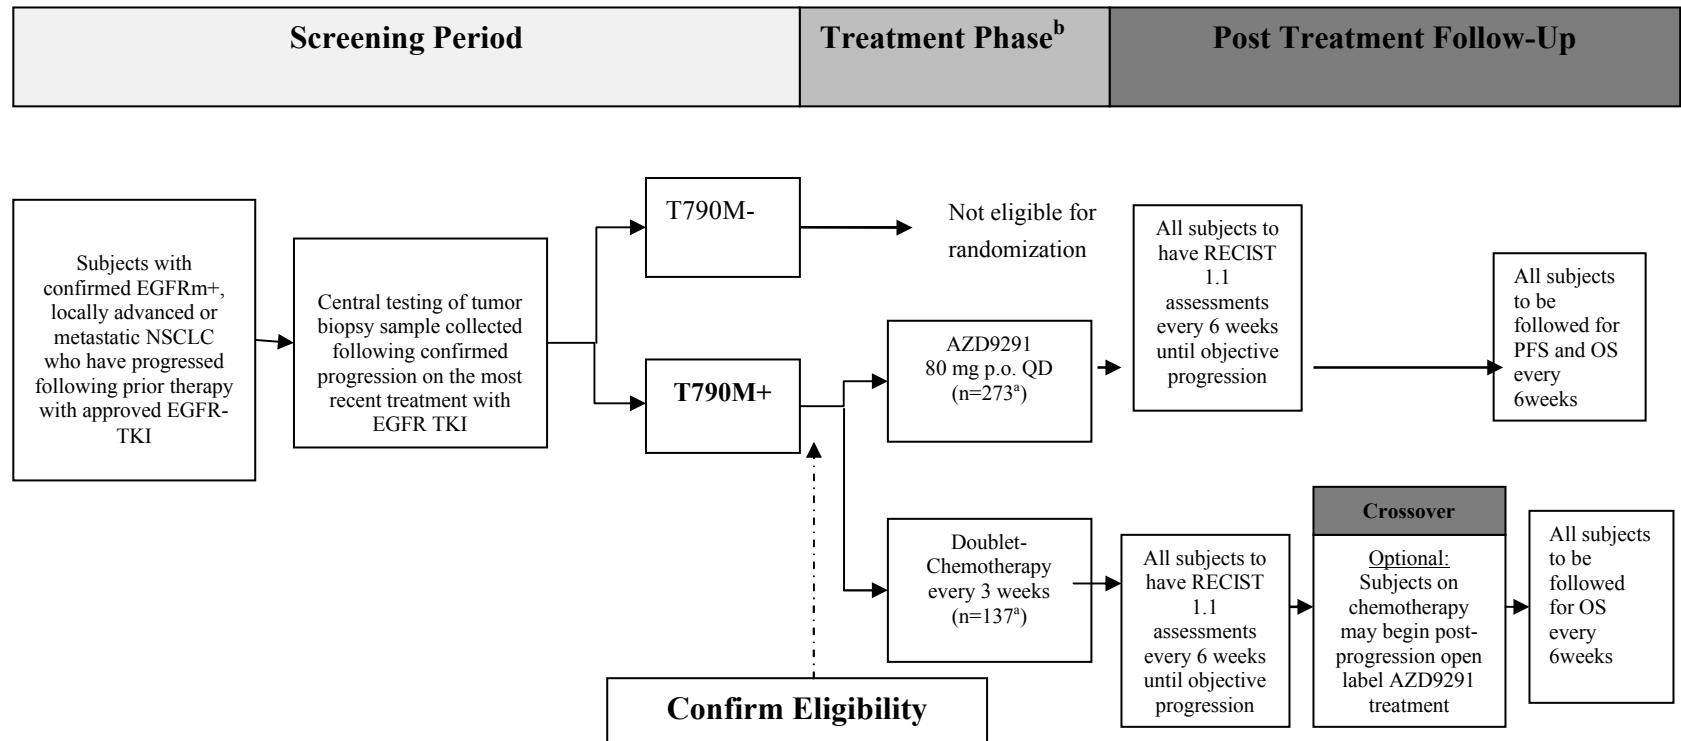 Screening Period
Treatment Phaseb
Post Treatment Follow-Up
Subjects with
confirmed EGFRm+,
locally advanced or
metastatic NSCLC
who have progressed
following prior therapy
with approved EGFR-
TKI
Central testing of tumor
biopsy sample collected
following confirmed
progression on the most
recent treatment with
EGFR TKI
T790M-
Not eligible for
randomization
T790M+
AZD9291
80 mg p.o. QD
(n=273a)
All subjects to
have RECIST
1.1
assessments
every 6 weeks
until objective
progression
All subjects
to be
followed for
PFS and OS
every
6weeks
Confirm Eligibility
Doublet-
Chemotherapy
every 3 weeks
(n=137a)
All subjects to
have RECIST
1.1
assessments
every 6 weeks
until objective
progression
Crossover
Optional:
Subjects on
chemotherapy
may begin post-
progression open
label AZD9291
treatment
All subjects
to be
followed
for OS
every
6weeks